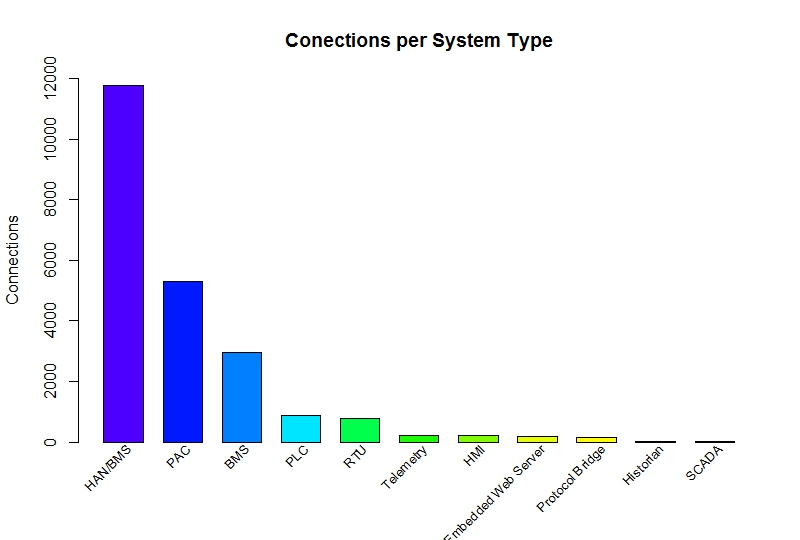 Conections per System Type
Connections
12000
10000
8000
6000
4000
2000
0
HAN/BMS
PAC
BMS
PLC
RTU
Telemetry
HMI
Embedded Web Server
Protocol Bridge
Historian
SCADA